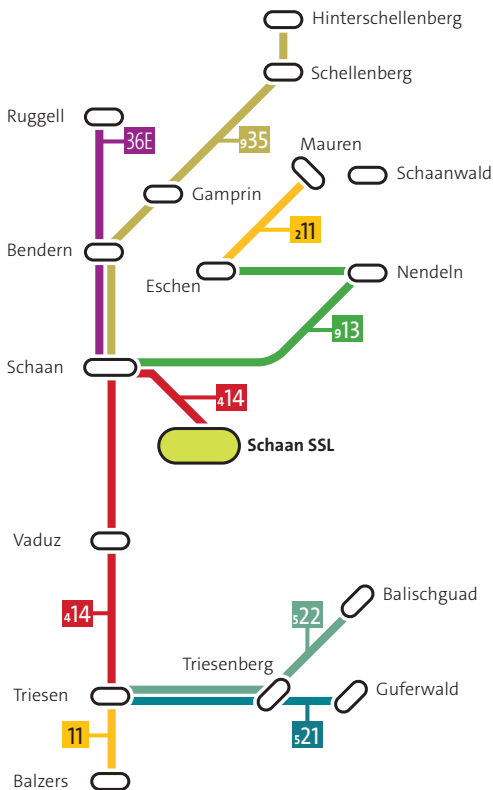 Hinterschellenberg
Schellenberg
Ruggell
36E
935
Mauren
Schaanwald
Gamprin
211
Bendern
Eschen
Nendeln
913
Schaan
414
Schaan SSL
Vaduz
Balischguad
414
522
Triesenberg
Guferwald
Triesen
11
521
Balzers